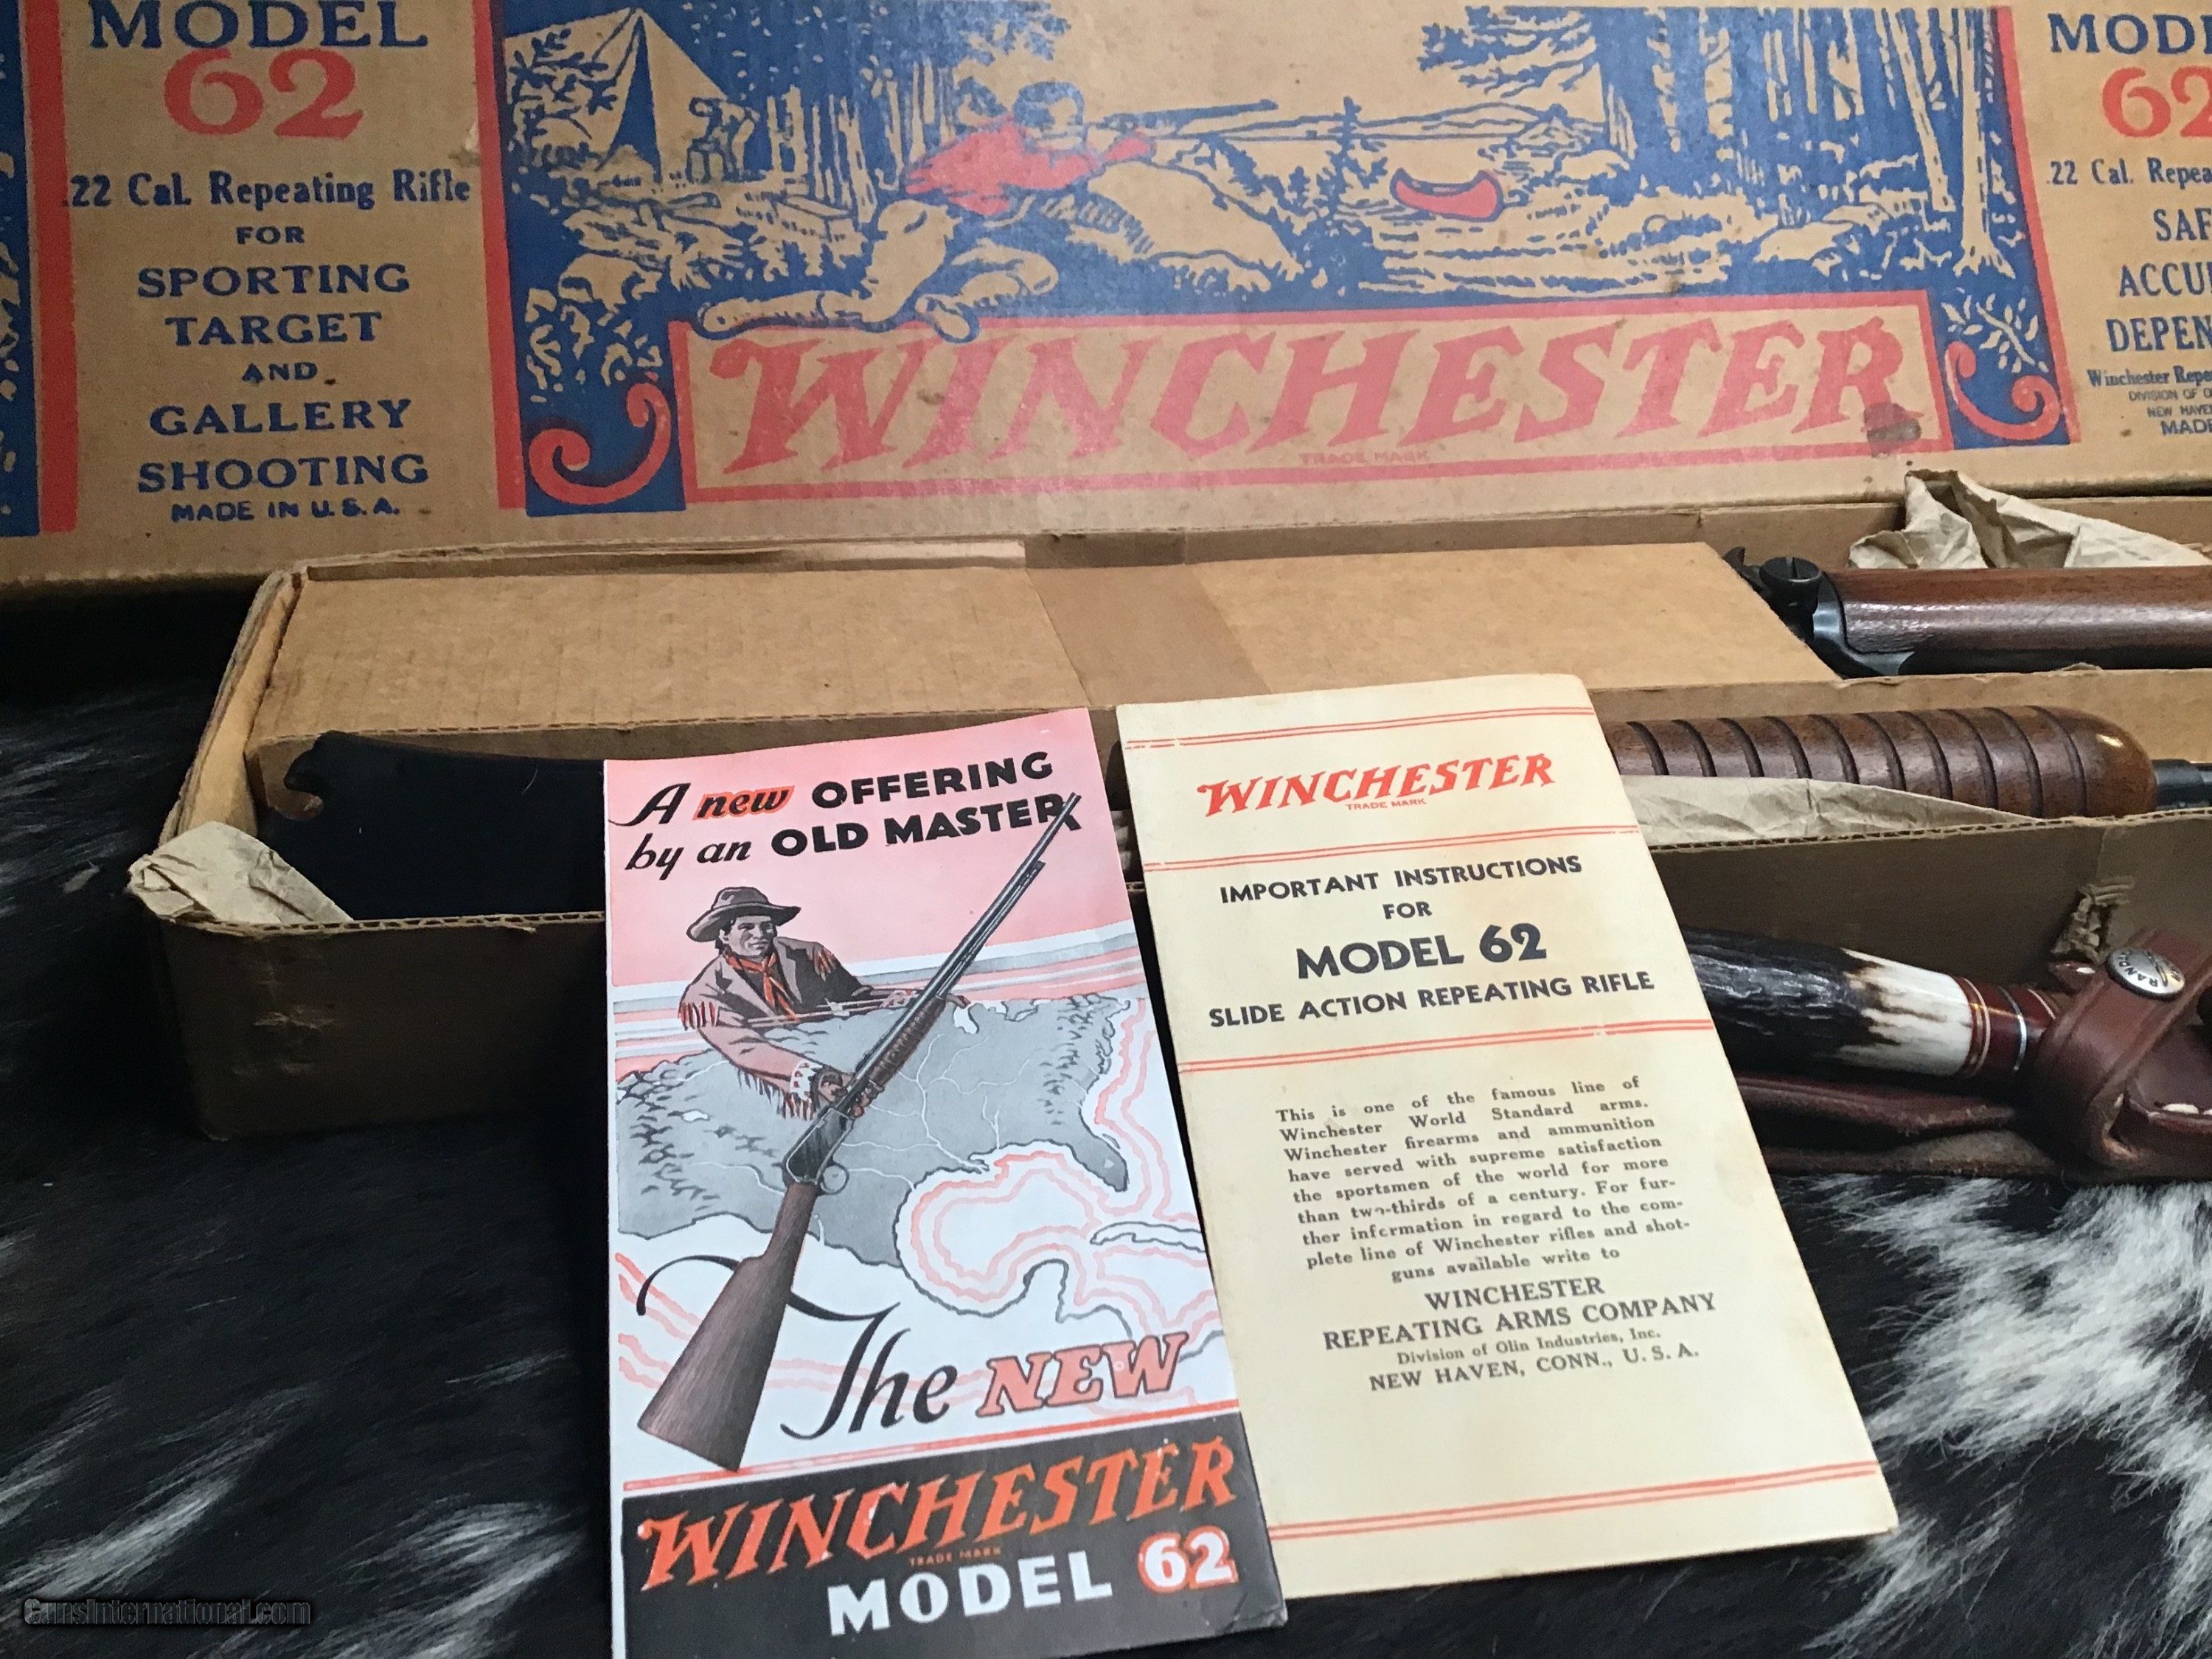 MODEL
62
.22 Cal. Repeating Rifle
FOR
SPORTING
TARGET
AND
GALLERY
SHOOTING
MADE IN U.S.A.
WINCHESTER
TRADE MARK
62
.22 Cal.
Winchester
DIVISION OF
NEW
MADE
A new OFFERING
by an OLD MASTER
The NEW
WINCHESTER
TRADE MARK
MODEL 62
WINCHESTER
TRADE MARK
IMPORTANT INSTRUCTIONS
FOR
MODEL 62
SLIDE ACTION REPEATING RIFLE
This is one of the famous line of
Winchester World Standard arms.
Winchester firearms and ammunition
have served with supreme satisfaction
the sportsmen of the world for more
than two-thirds of a century. For fur-
ther information in regard to the com-
plete line of Winchester rifles and shot-
guns available write to
WINCHESTER
REPEATING ARMS COMPANY
Division of Olin Industries, Inc.
NEW HAVEN, CONN., U.S.A.
GunsInternational.com